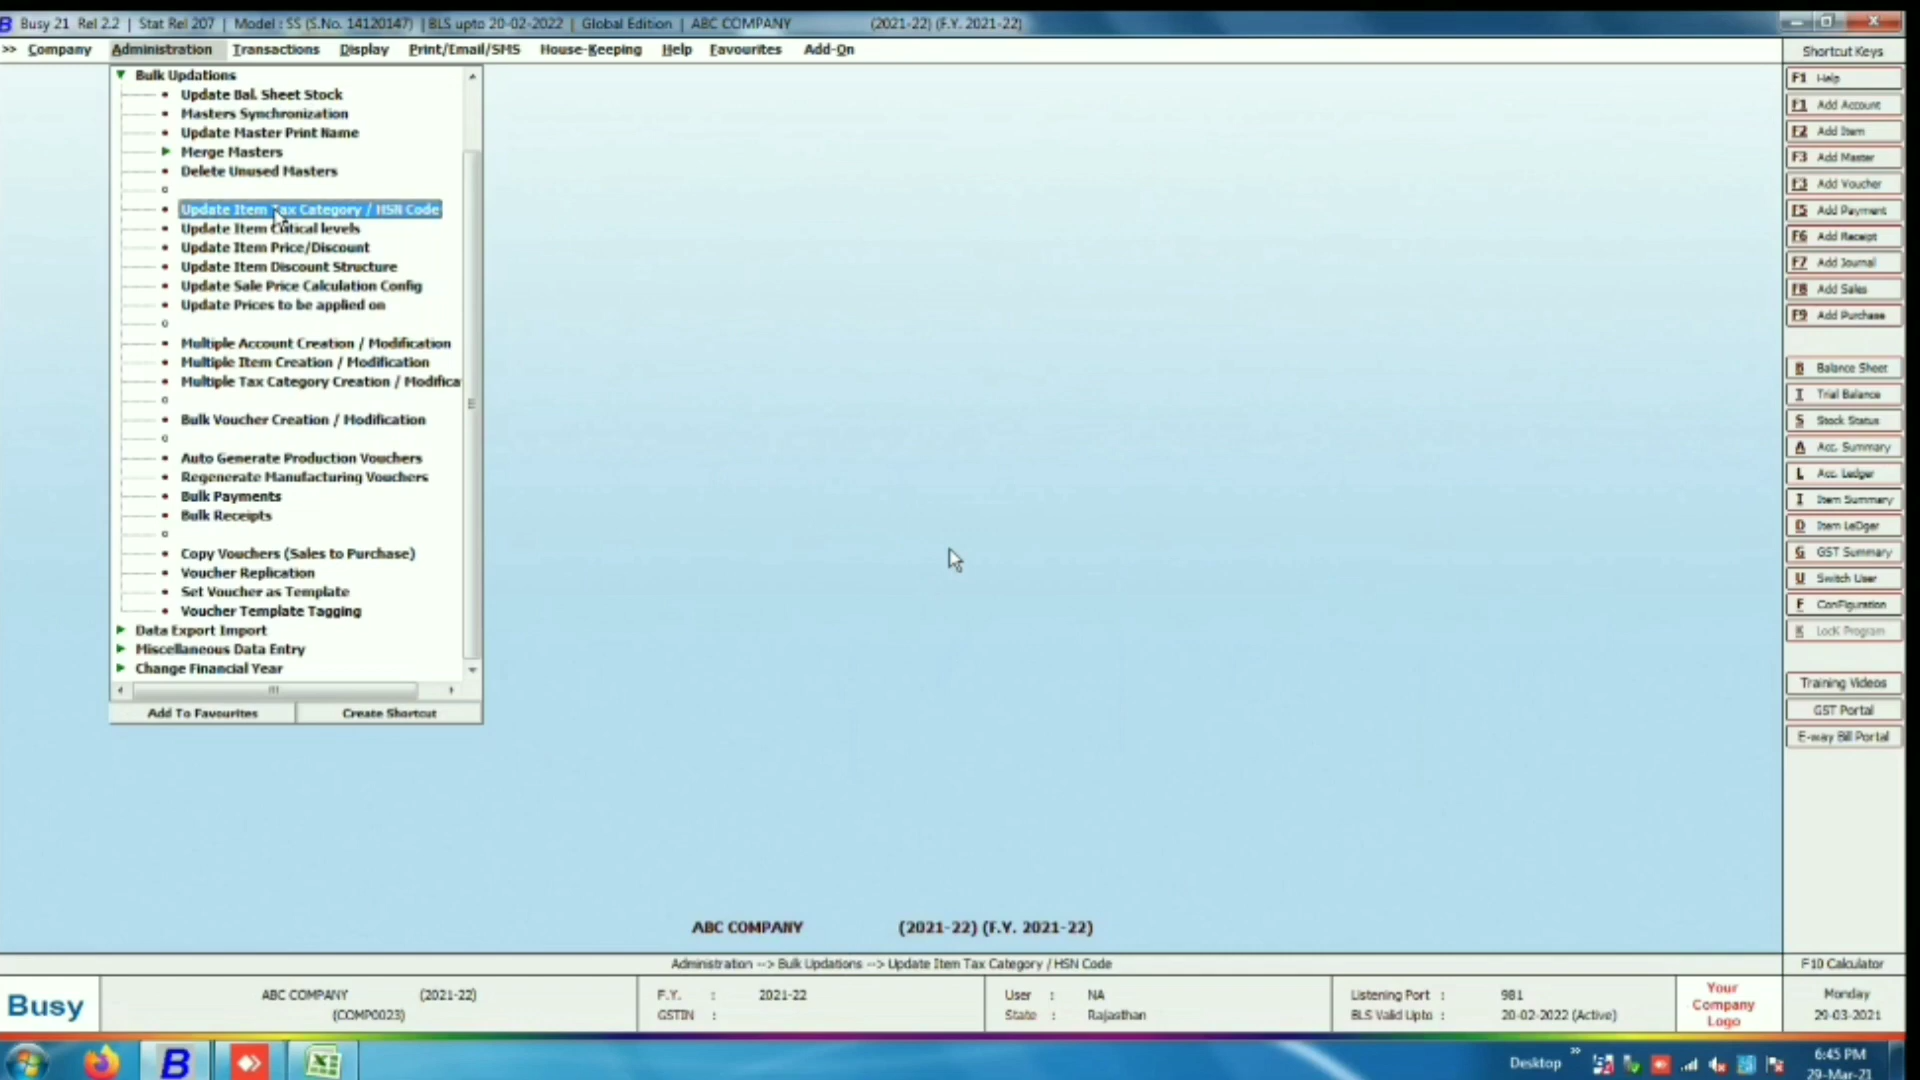 Busy 21 Rel 2.2 | Stat Rel 207 | Model : SS (S.No. 14120147) | BLS upto 20-02-2022 | Global Edition | ABC COMPANY (2021-22) (F.Y. 2021-22)
>> Company Administration Transactions Display Print/Email/SMS House-Keeping Help Favourites Add-On
Shortcut Keys
Bulk Updations
Update Bal. Sheet Stock
Masters Synchronization
Update Master Print Name
Merge Masters
Delete Unused Masters
Update Item Tax Category / HSN Code
Update Item Critical levels
Update Item Price/Discount
Update Item Discount Structure
Update Sale Price Calculation Config
Update Prices to be applied on
Multiple Account Creation / Modification
Multiple Item Creation / Modification
Multiple Tax Category Creation / Modifica
Bulk Voucher Creation / Modification
Auto Generate Production Vouchers
Regenerate Manufacturing Vouchers
Bulk Payments
Bulk Receipts
Copy Vouchers (Sales to Purchase)
Voucher Replication
Set Voucher as Template
Voucher Template Tagging
Data Export Import
Miscellaneous Data Entry
Change Financial Year
Add To Favourites Create Shortcut
F1 Help
F1 Add Account
F2 Add Item
F3 Add Master
F3 Add Voucher
F5 Add Payment
F6 Add Receipt
F7 Add Journal
F8 Add Sales
F9 Add Purchase
B Balance Sheet
T Trial Balance
S Stock Status
A Acc. Summary
L Acc. Ledger
I Item Summary
D Item LeDger
G GST Summary
U Switch User
F ConFiguration
K LocK Program
Training Videos
GST Portal
E-way Bill Portal
ABC COMPANY (2021-22) (F.Y. 2021-22)
Administration --> Bulk Updations --> Update Item Tax Category / HSN Code
F10 Calculator
Busy
ABC COMPANY (2021-22)
(COMP0023)
F.Y. : 2021-22
GSTIN :
User : NA
State : Rajasthan
Listening Port : 981
BLS Valid Upto : 20-02-2022 (Active)
Your
Company
Logo
Monday
29-03-2021
Desktop
6:45 PM
29-Mar-21